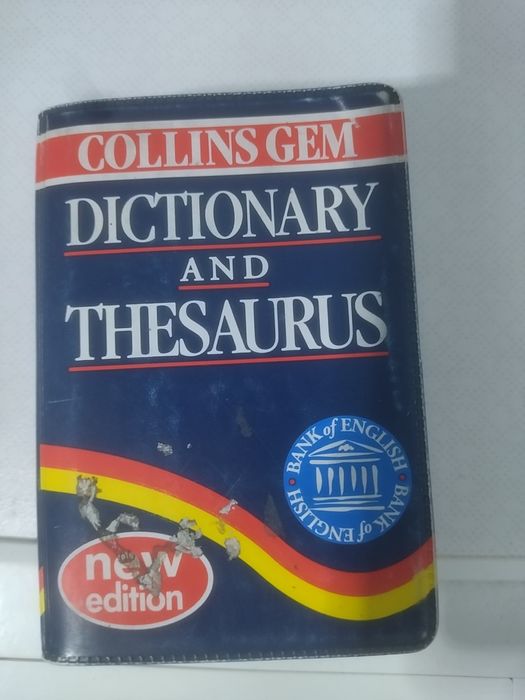 COLLINS GEM
DICTIONARY
AND
THESAURUS
BANK of ENGLISH · BANK of ENGLISH ·
new
edition